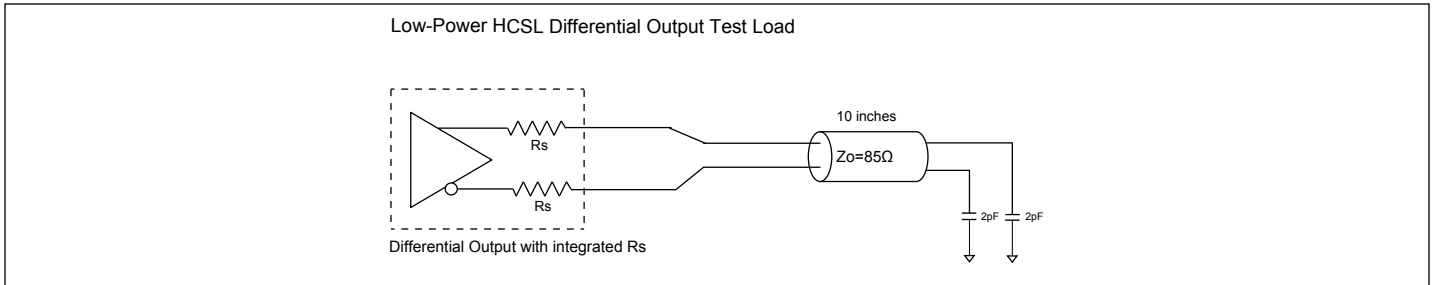 Low-Power HCSL Differential Output Test Load
10 inches
Rs
Zo=85Ω
Rs
2pF
2pF
Differential Output with integrated Rs